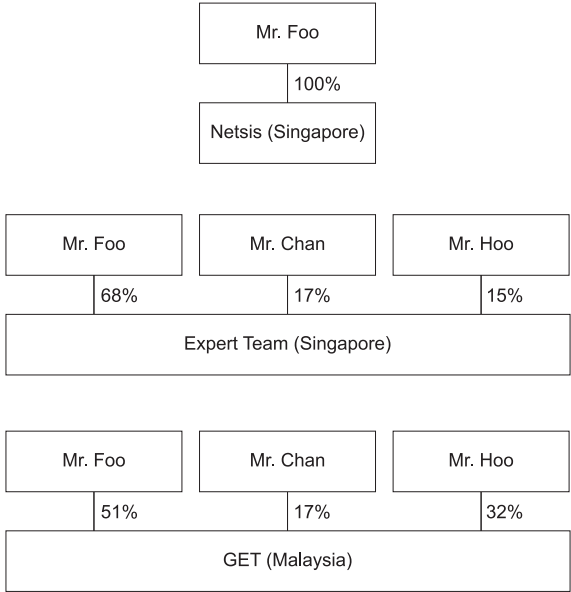 Mr. Foo
100%
Netsis (Singapore)
Mr. Foo
Mr. Chan
Mr. Hoo
68%
17%
15%
Expert Team (Singapore)
Mr. Foo
Mr. Chan
Mr. Hoo
51%
17%
32%
GET (Malaysia)